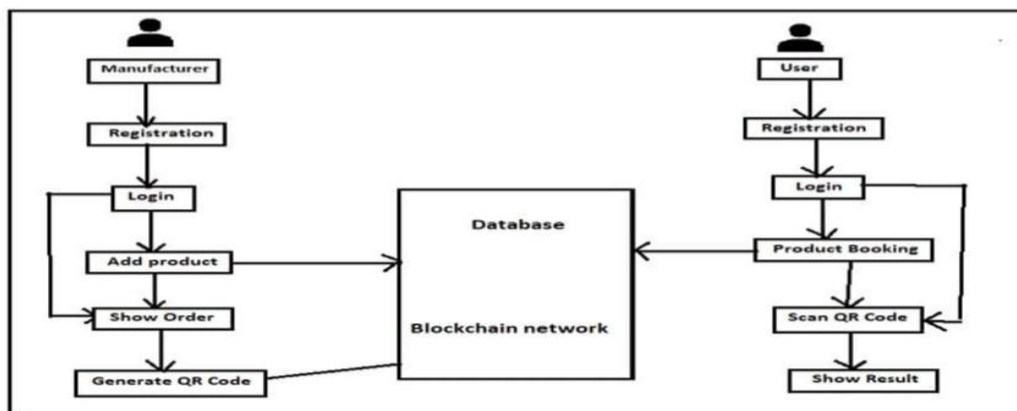 Manufacturer
Registration
Login
Add product
Show Order
Generate QR Code
Database
Blockchain network
User
Registration
Login
Product Booking
Scan QR Code
Show Result